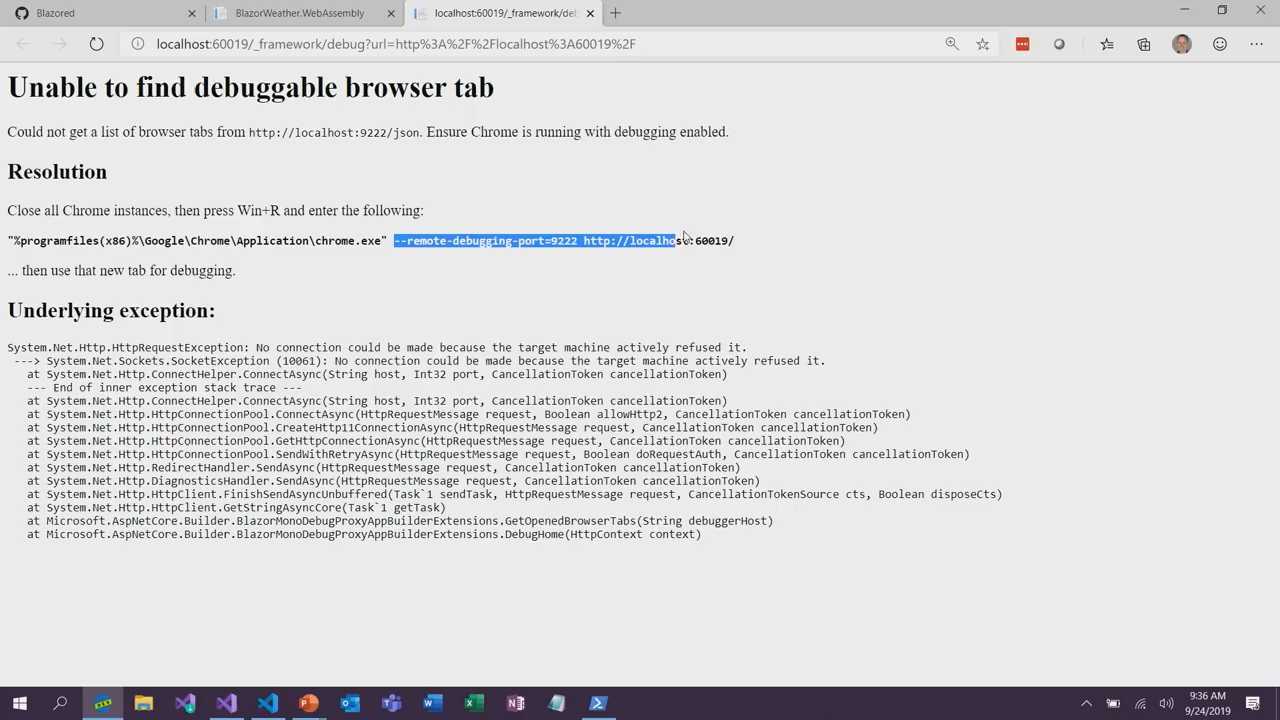 Blazored
BlazorWeather.WebAssembly
localhost:60019/_framework/deb
localhost:60019/_framework/debug?url=http%3A%2F%2Flocalhost%3A60019%2F
Unable to find debuggable browser tab
Could not get a list of browser tabs from http://localhost:9222/json. Ensure Chrome is running with debugging enabled.
Resolution
Close all Chrome instances, then press Win+R and enter the following:
"%programfiles(x86)%\Google\Chrome\Application\chrome.exe" --remote-debugging-port=9222 http://localhost:60019/
... then use that new tab for debugging.
Underlying exception:
System.Net.Http.HttpRequestException: No connection could be made because the target machine actively refused it.
---> System.Net.Sockets.SocketException (10061): No connection could be made because the target machine actively refused it.
at System.Net.Http.ConnectHelper.ConnectAsync(String host, Int32 port, CancellationToken cancellationToken)
--- End of inner exception stack trace ---
at System.Net.Http.ConnectHelper.ConnectAsync(String host, Int32 port, CancellationToken cancellationToken)
at System.Net.Http.HttpConnectionPool.ConnectAsync(HttpRequestMessage request, Boolean allowHttp2, CancellationToken cancellationToken)
at System.Net.Http.HttpConnectionPool.CreateHttp11ConnectionAsync(HttpRequestMessage request, CancellationToken cancellationToken)
at System.Net.Http.HttpConnectionPool.GetHttpConnectionAsync(HttpRequestMessage request, CancellationToken cancellationToken)
at System.Net.Http.HttpConnectionPool.SendWithRetryAsync(HttpRequestMessage request, Boolean doRequestAuth, CancellationToken cancellationToken)
at System.Net.Http.RedirectHandler.SendAsync(HttpRequestMessage request, CancellationToken cancellationToken)
at System.Net.Http.DiagnosticsHandler.SendAsync(HttpRequestMessage request, CancellationToken cancellationToken)
at System.Net.Http.HttpClient.FinishSendAsyncUnbuffered(Task`1 sendTask, HttpRequestMessage request, CancellationTokenSource cts, Boolean disposeCts)
at System.Net.Http.HttpClient.GetStringAsyncCore(Task`1 getTask)
at Microsoft.AspNetCore.Builder.BlazorMonoDebugProxyAppBuilderExtensions.GetOpenedBrowserTabs(String debuggerHost)
at Microsoft.AspNetCore.Builder.BlazorMonoDebugProxyAppBuilderExtensions.DebugHome(HttpContext context)
9:36 AM
9/24/2019